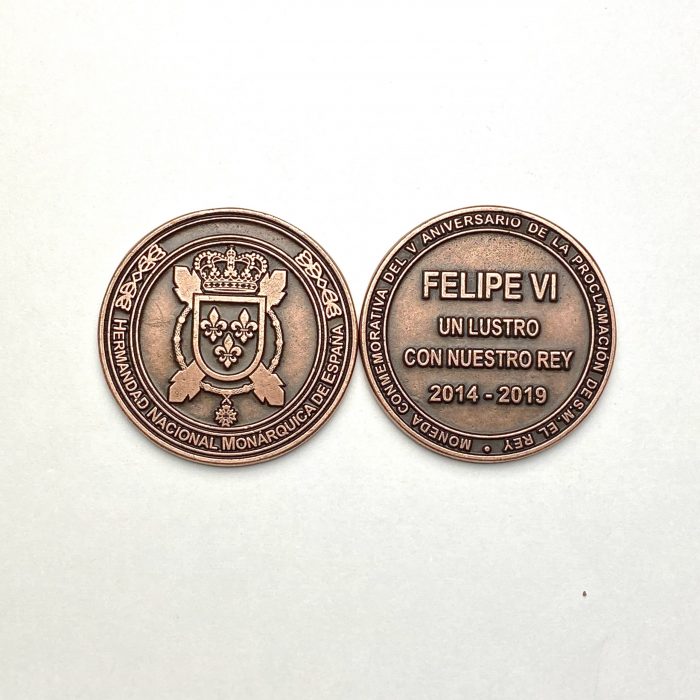 HERMANDAD NACIONAL MONARQUICA DE ESPAÑA
MONEDA CONMEMORATIVA DEL V ANIVERSARIO DE LA PROCLAMACIÓN DE S.M. EL REY •
FELIPE VI
UN LUSTRO
CON NUESTRO REY
2014 - 2019